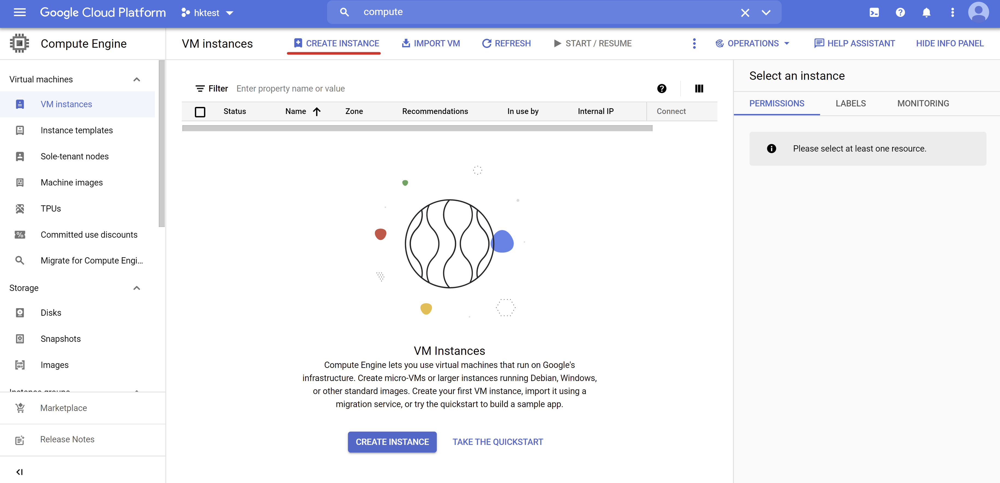 Google Cloud Platform
hktest
compute
Compute Engine
VM instances
CREATE INSTANCE
IMPORT VM
REFRESH
START / RESUME
OPERATIONS
HELP ASSISTANT
HIDE INFO PANEL
Virtual machines
VM instances
Instance templates
Sole-tenant nodes
Machine images
TPUs
Committed use discounts
Migrate for Compute Engi...
Storage
Disks
Snapshots
Images
Instance groups
Marketplace
Release Notes
Filter Enter property name or value
Status Name Zone Recommendations In use by Internal IP Connect
VM Instances
Compute Engine lets you use virtual machines that run on Google's
infrastructure. Create micro-VMs or larger instances running Debian, Windows,
or other standard images. Create your first VM instance, import it using a
migration service, or try the quickstart to build a sample app.
CREATE INSTANCE
TAKE THE QUICKSTART
Select an instance
PERMISSIONS LABELS MONITORING
Please select at least one resource.